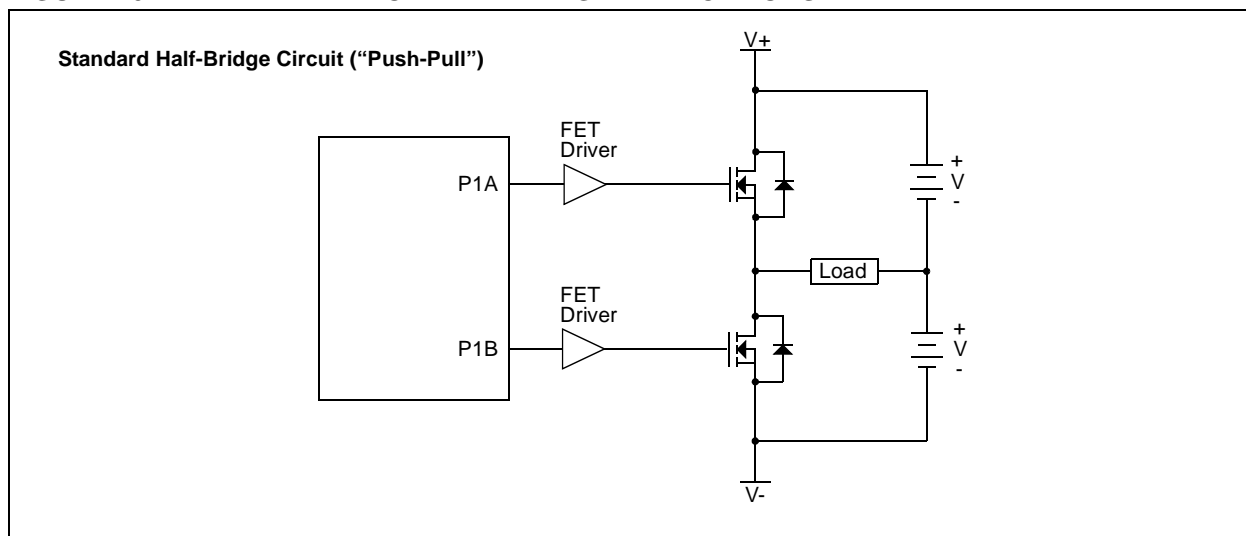 Standard Half-Bridge Circuit (“Push-Pull”)
V+
FET
Driver
P1A
+
V
-
Load
FET
Driver
P1B
+
V
-
V-